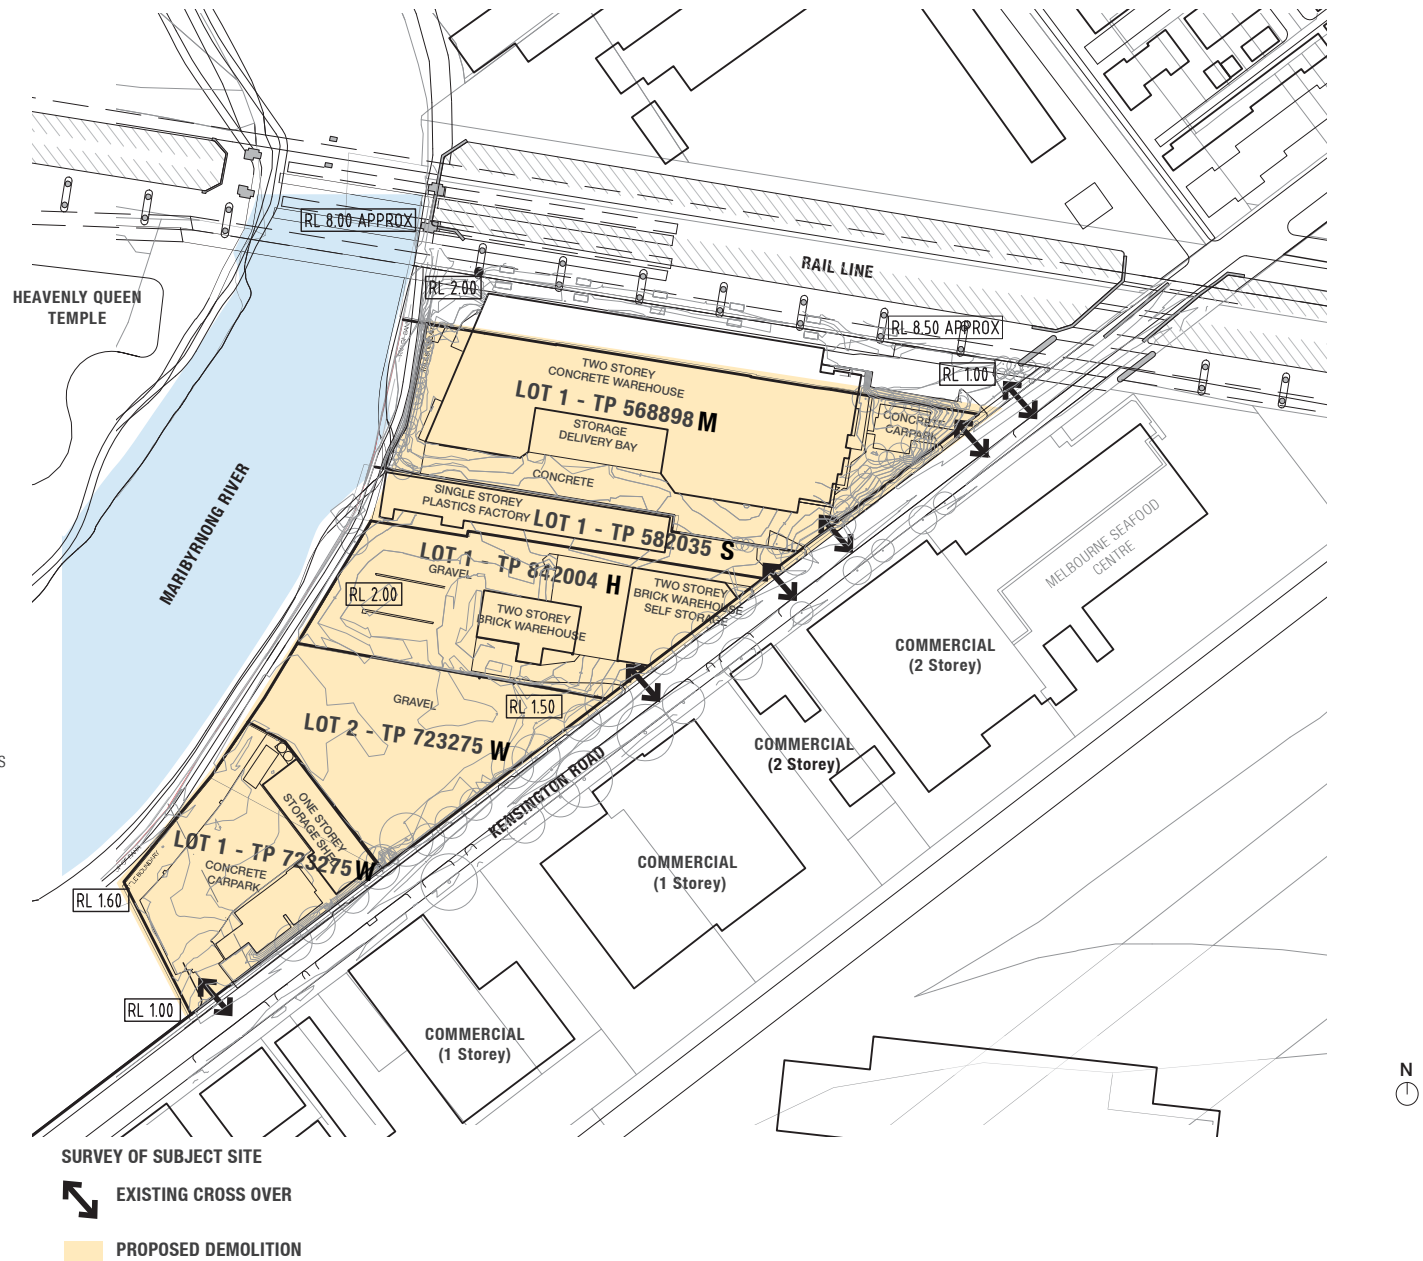 RL 8.00 APPROX
RAIL LINE
HEAVENLY QUEEN
TEMPLE
RL 2.00
RL 8.50 APPROX
RL 1.00
TWO STOREY
CONCRETE WAREHOUSE
LOT 1 - TP 568898 M
STORAGE
DELIVERY BAY
CONCRETE
CARPARK
CONCRETE
MARIBYRNONG RIVER
SINGLE STOREY
PLASTICS FACTORY
LOT 1 - TP 582035 S
LOT 1 - TP 842004 H
GRAVEL
RL 2.00
TWO STOREY
BRICK WAREHOUSE
SELF STORAGE
TWO STOREY
BRICK WAREHOUSE
MELBOURNE SEAFOOD
CENTRE
COMMERCIAL
(2 Storey)
GRAVEL
RL 1.50
LOT 2 - TP 723275 W
COMMERCIAL
(2 Storey)
S
KENSINGTON ROAD
ONE STOREY
STORAGE SHED
LOT 1 - TP 723275 W
CONCRETE
CARPARK
COMMERCIAL
(1 Storey)
RL 1.60
RL 1.00
COMMERCIAL
(1 Storey)
N
SURVEY OF SUBJECT SITE
EXISTING CROSS OVER
PROPOSED DEMOLITION